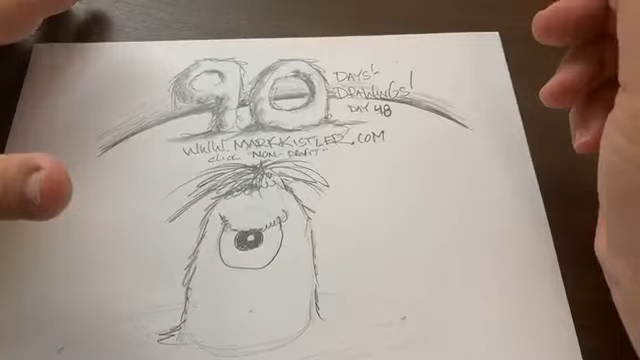 90
DAYS!
DRAWINGS!
DAY 48
WWW.MARKKISTLER.COM
click "NON-PROFIT"